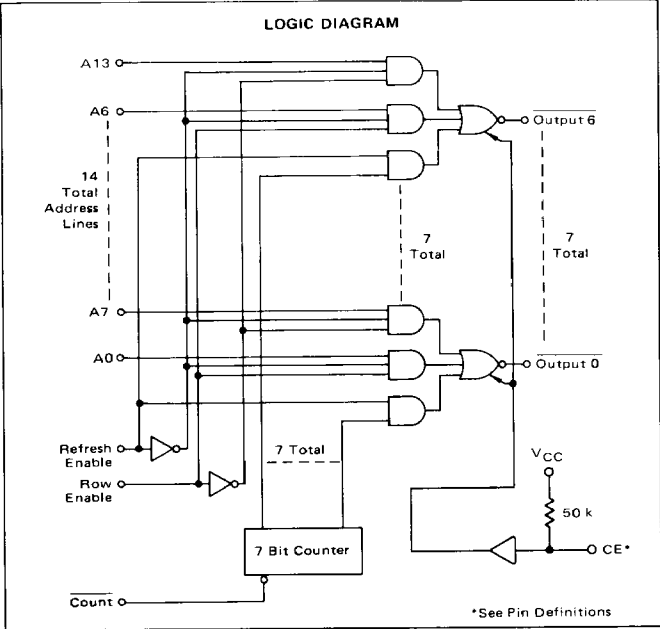 LOGIC DIAGRAM
A13
A6
Output 6
14
Total
Address
Lines
7
Total
7
Total
A7
A0
Output 0
Refresh
Enable
7 Total
Row
Enable
VCC
50 k
7 Bit Counter
CE*
Count
*See Pin Definitions